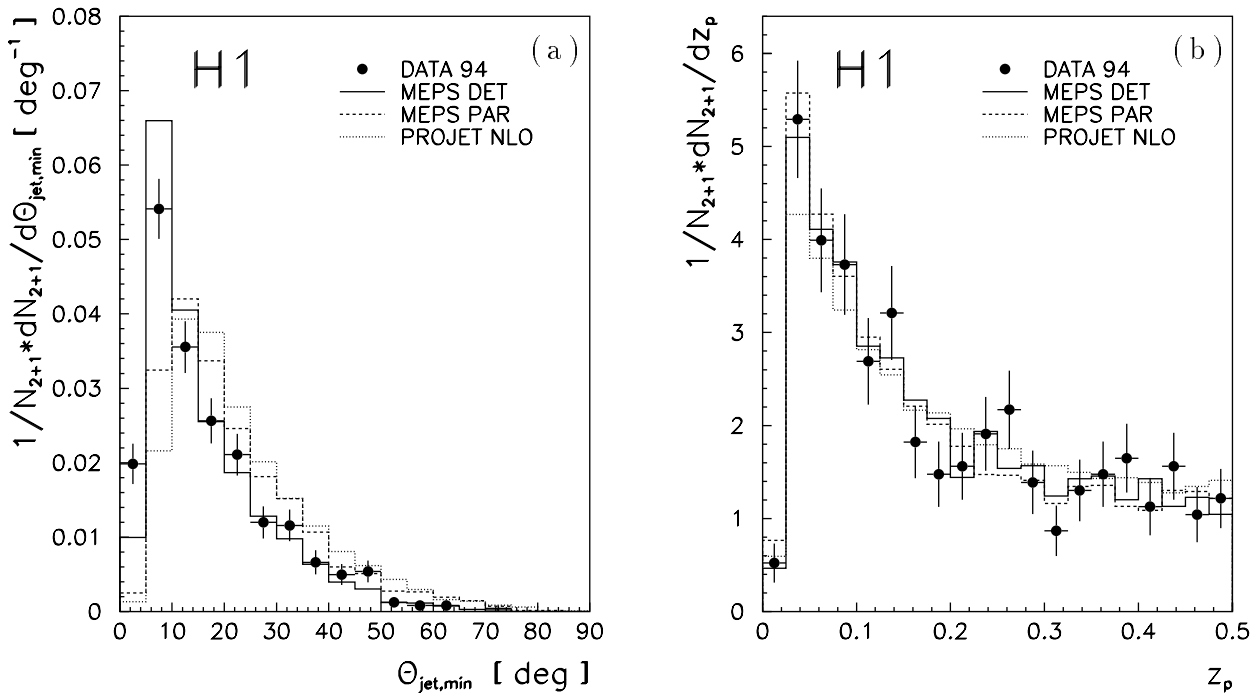 1/N2+1*dN2+1/dΘjet,min [ deg−1 ]
H1
(a)
DATA 94
MEPS DET
MEPS PAR
PROJET NLO
0.08
0.07
0.06
0.05
0.04
0.03
0.02
0.01
0
0 10 20 30 40 50 60 70 80 90
Θjet,min [ deg ]
1/N2+1*dN2+1/dzp
H1
(b)
DATA 94
MEPS DET
MEPS PAR
PROJET NLO
6
5
4
3
2
1
0
0 0.1 0.2 0.3 0.4 0.5
zp